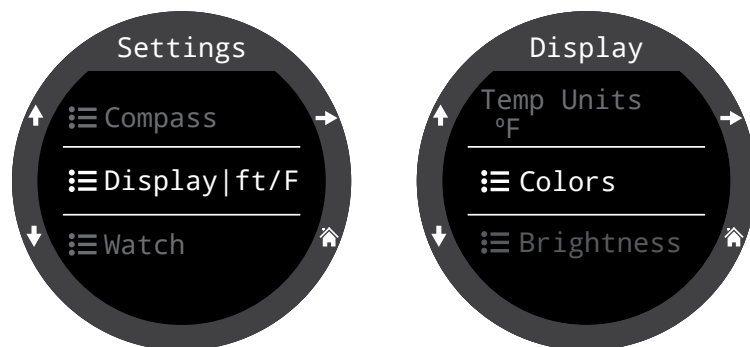 Settings
Compass
Display|ft/F
Watch
Display
Temp Units
ºF
Colors
Brightness